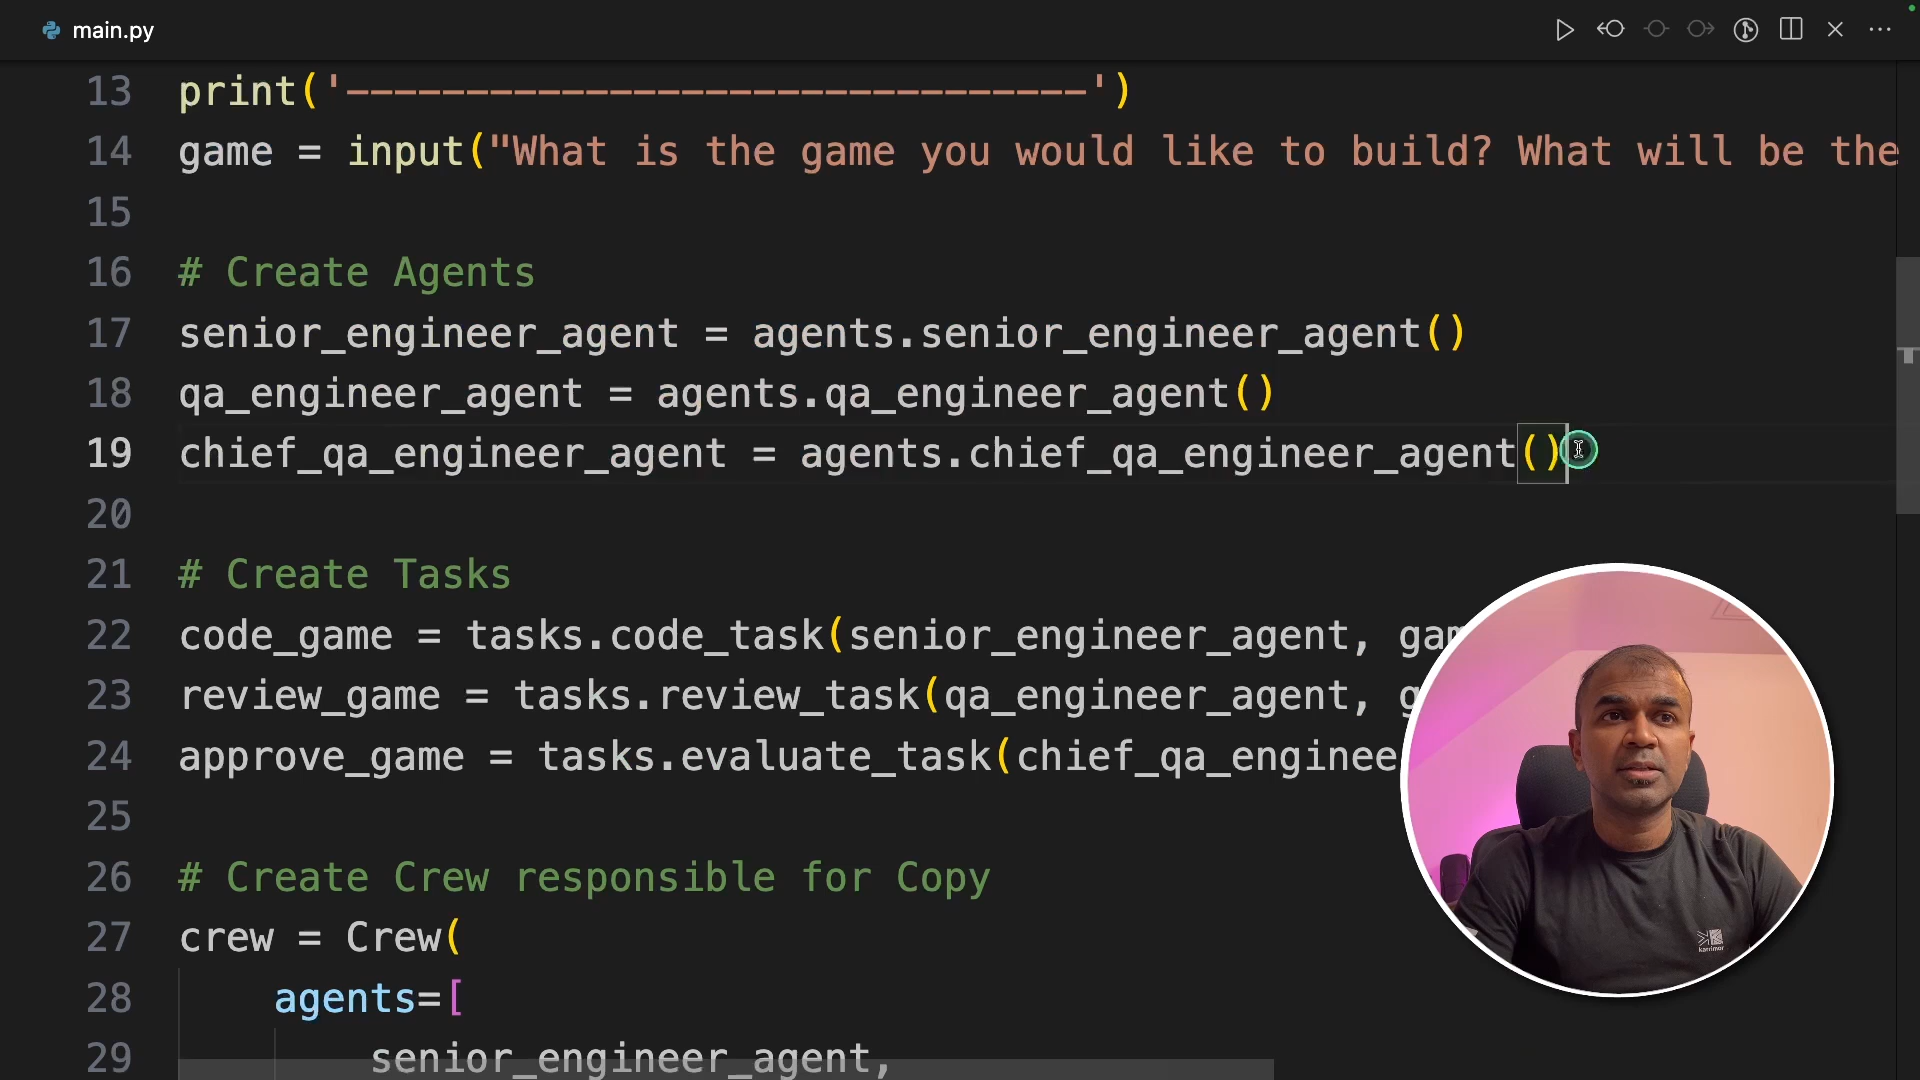 main.py
13 print('-------------------------------')
14 game = input("What is the game you would like to build? What will be the
15
16 # Create Agents
17 senior_engineer_agent = agents.senior_engineer_agent()
18 qa_engineer_agent = agents.qa_engineer_agent()
19 chief_qa_engineer_agent = agents.chief_qa_engineer_agent()
20
21 # Create Tasks
22 code_game = tasks.code_task(senior_engineer_agent, gam
23 review_game = tasks.review_task(qa_engineer_agent, g
24 approve_game = tasks.evaluate_task(chief_qa_enginee
25
26 # Create Crew responsible for Copy
27 crew = Crew(
28 agents=[
29 senior_engineer_agent,
karrimor